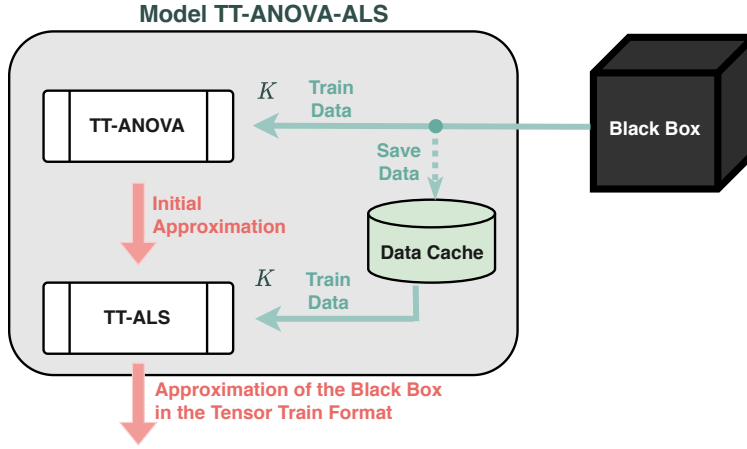 Model TT-ANOVA-ALS
K
Train
Data
TT-ANOVA
Black Box
Save
Data
Initial
Approximation
Data Cache
K
Train
Data
TT-ALS
Approximation of the Black Box
in the Tensor Train Format